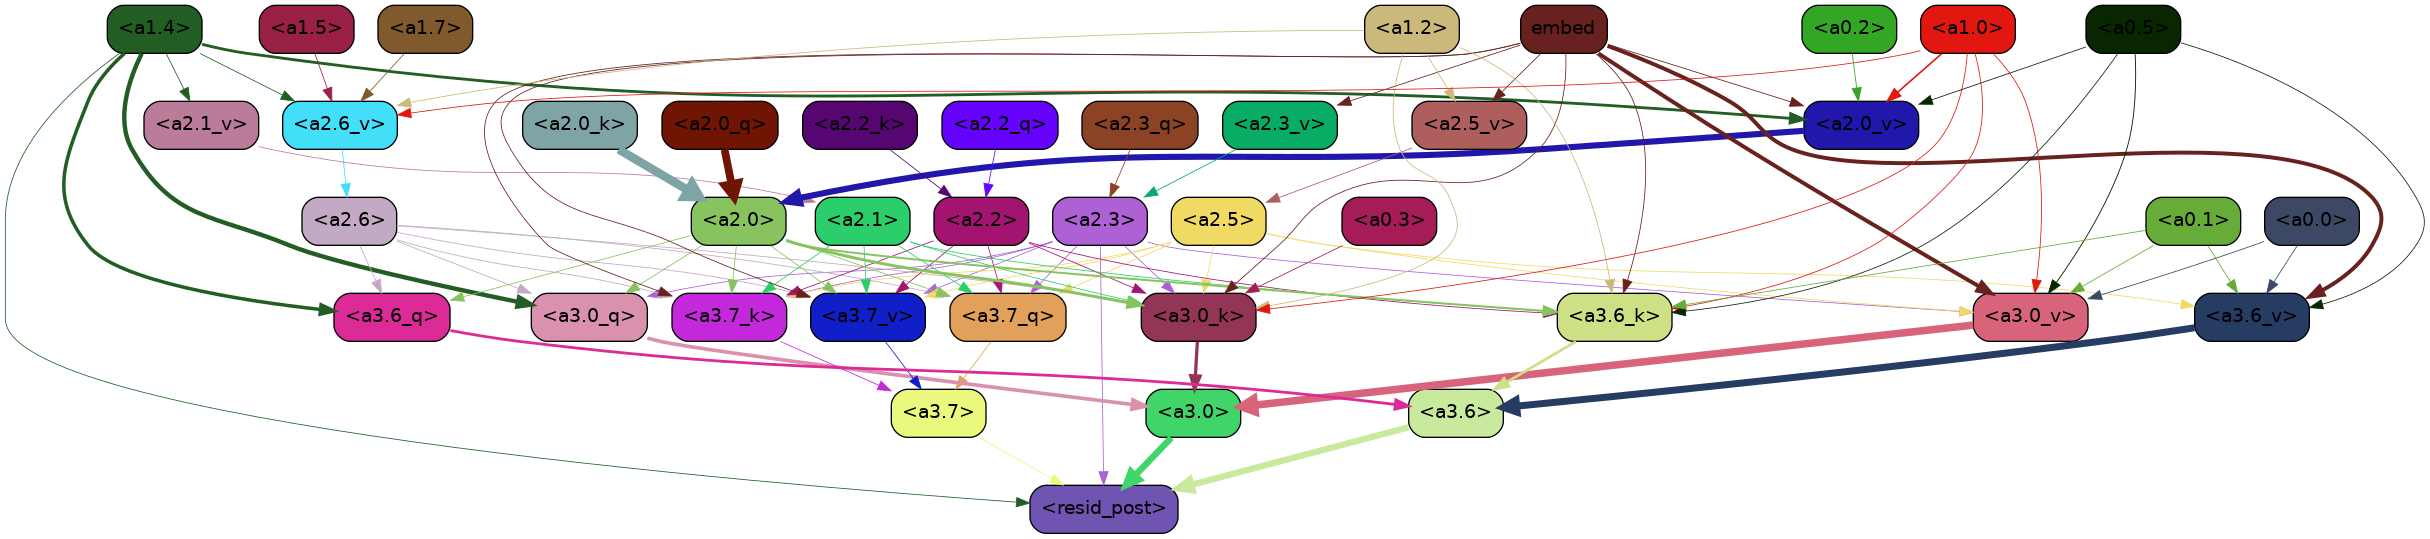 <a1.4> <a1.5> <a1.7> <a1.2> embed <a0.2> <a1.0> <a0.5>
<a2.1_v> <a2.6_v> <a2.0_k> <a2.0_q> <a2.2_k> <a2.2_q> <a2.3_q> <a2.3_v> <a2.5_v> <a2.0_v>
<a2.6> <a2.0> <a2.1> <a2.2> <a2.3> <a2.5> <a0.3> <a0.1> <a0.0>
<a3.6_q> <a3.0_q> <a3.7_k> <a3.7_v> <a3.7_q> <a3.0_k> <a3.6_k> <a3.0_v> <a3.6_v>
<a3.7> <a3.0> <a3.6>
<resid_post>